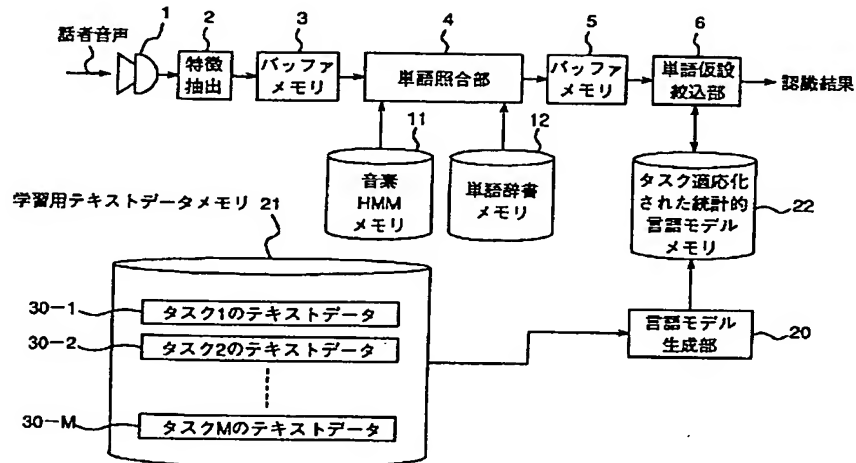 話者音声
1
2
3
4
5
6
特徴
抽出
バッファ
メモリ
単語照合部
バッファ
メモリ
単語仮設
絞込部
認識結果
11
12
音素
HMM
メモリ
単語辞書
メモリ
タスク適応化
された統計的
言語モデル
メモリ
22
学習用テキストデータメモリ 21
30-1
タスク1のテキストデータ
30-2
タスク2のテキストデータ
30-M
タスクMのテキストデータ
言語モデル
生成部
20